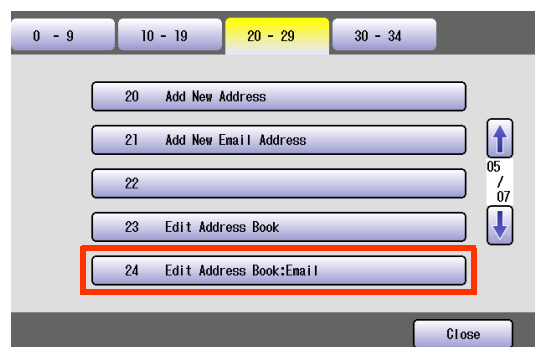 0 - 9 10 - 19 20 - 29 30 - 34
20 Add New Address
21 Add New Email Address
22
23 Edit Address Book
24 Edit Address Book:Email
05
/
07
Close